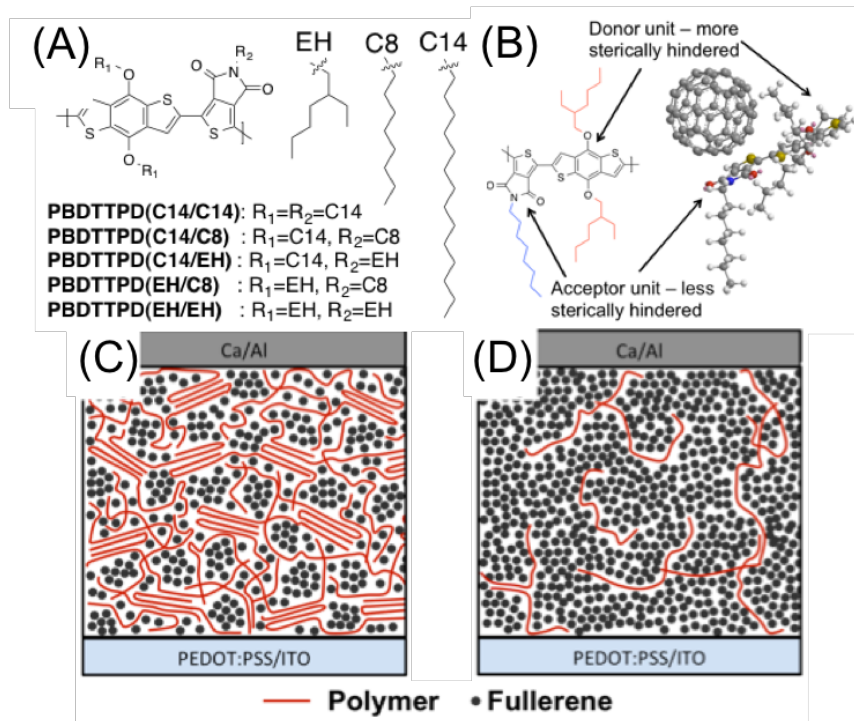 (A)
EH C8 C14
R₁ O O N R₂ O
S S S
O R₁
PBDTTPD(C14/C14): R₁=R₂=C14
PBDTTPD(C14/C8) : R₁=C14, R₂=C8
PBDTTPD(C14/EH) : R₁=C14, R₂=EH
PBDTTPD(EH/C8) : R₁=EH, R₂=C8
PBDTTPD(EH/EH) : R₁=EH, R₂=EH
(B)
Donor unit – more
sterically hindered
S S O
O N O S O
Acceptor unit – less
sterically hindered
(C)
Ca/Al
PEDOT:PSS/ITO
(D)
Ca/Al
PEDOT:PSS/ITO
Polymer
Fullerene